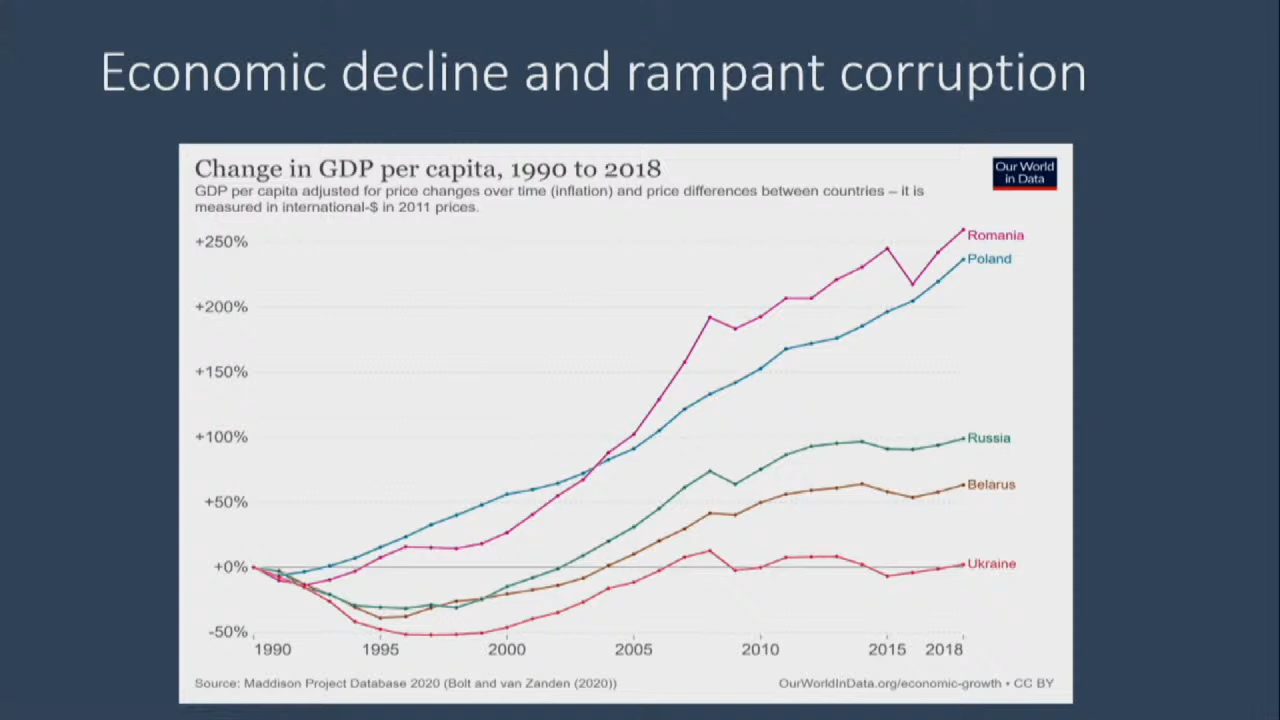 Economic decline and rampant corruption
Change in GDP per capita, 1990 to 2018
Our World
in Data
GDP per capita adjusted for price changes over time (inflation) and price differences between countries – it is
measured in international-$ in 2011 prices.
+250%
Romania
Poland
+200%
+150%
+100%
Russia
+50%
Belarus
+0%
Ukraine
-50%
1990
1995
2000
2005
2010
2015
2018
Source: Maddison Project Database 2020 (Bolt and van Zanden (2020))
OurWorldInData.org/economic-growth • CC BY